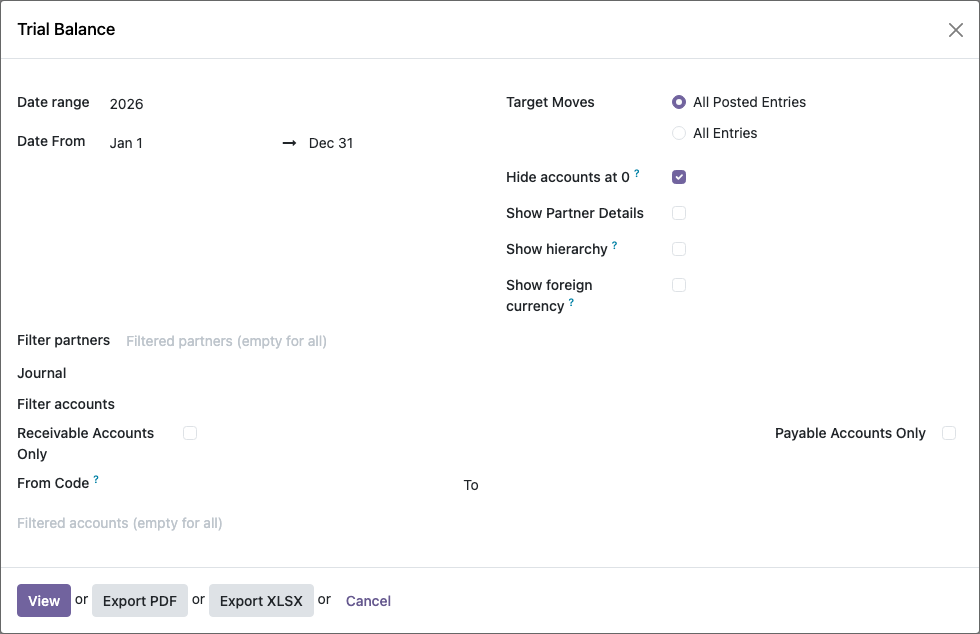 Trial Balance
Date range 2026
Date From Jan 1 → Dec 31
Target Moves All Posted Entries
All Entries
Hide accounts at 0 ?
Show Partner Details
Show hierarchy ?
Show foreign
currency ?
Filter partners Filtered partners (empty for all)
Journal
Filter accounts
Receivable Accounts
Only
Payable Accounts Only
From Code ? To
Filtered accounts (empty for all)
View or Export PDF or Export XLSX or Cancel